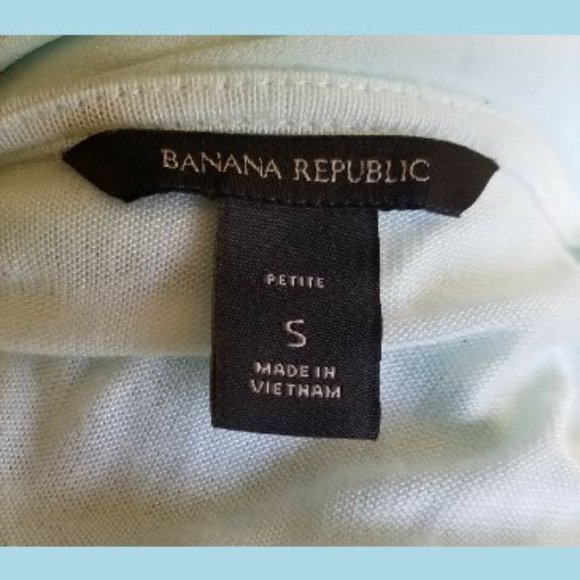 BANANA REPUBLIC
PETITE
S
MADE IN
VIETNAM